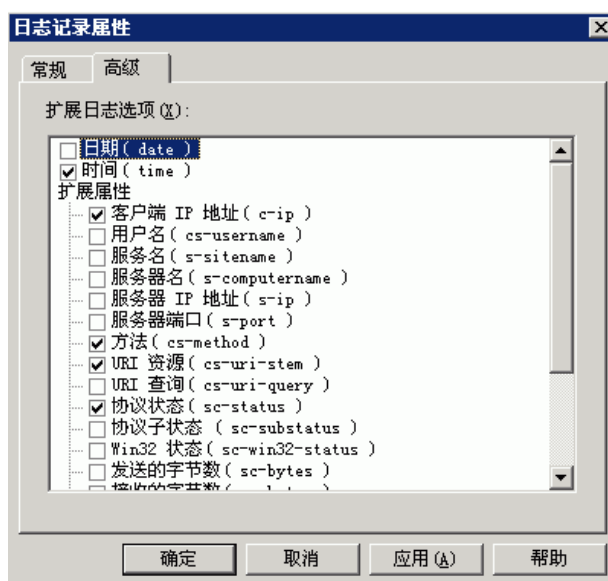 日志记录属性
常规 高级
扩展日志选项(X):
日期( date )
时间( time )
扩展属性
客户端 IP 地址( c-ip )
用户名( cs-username )
服务名( s-sitename )
服务器名( s-computername )
服务器 IP 地址( s-ip )
服务器端口( s-port )
方法( cs-method )
URI 资源( cs-uri-stem )
URI 查询( cs-uri-query )
协议状态( sc-status )
协议子状态 ( sc-substatus )
Win32 状态( sc-win32-status )
发送的字节数( sc-bytes )
确定 取消 应用(A) 帮助